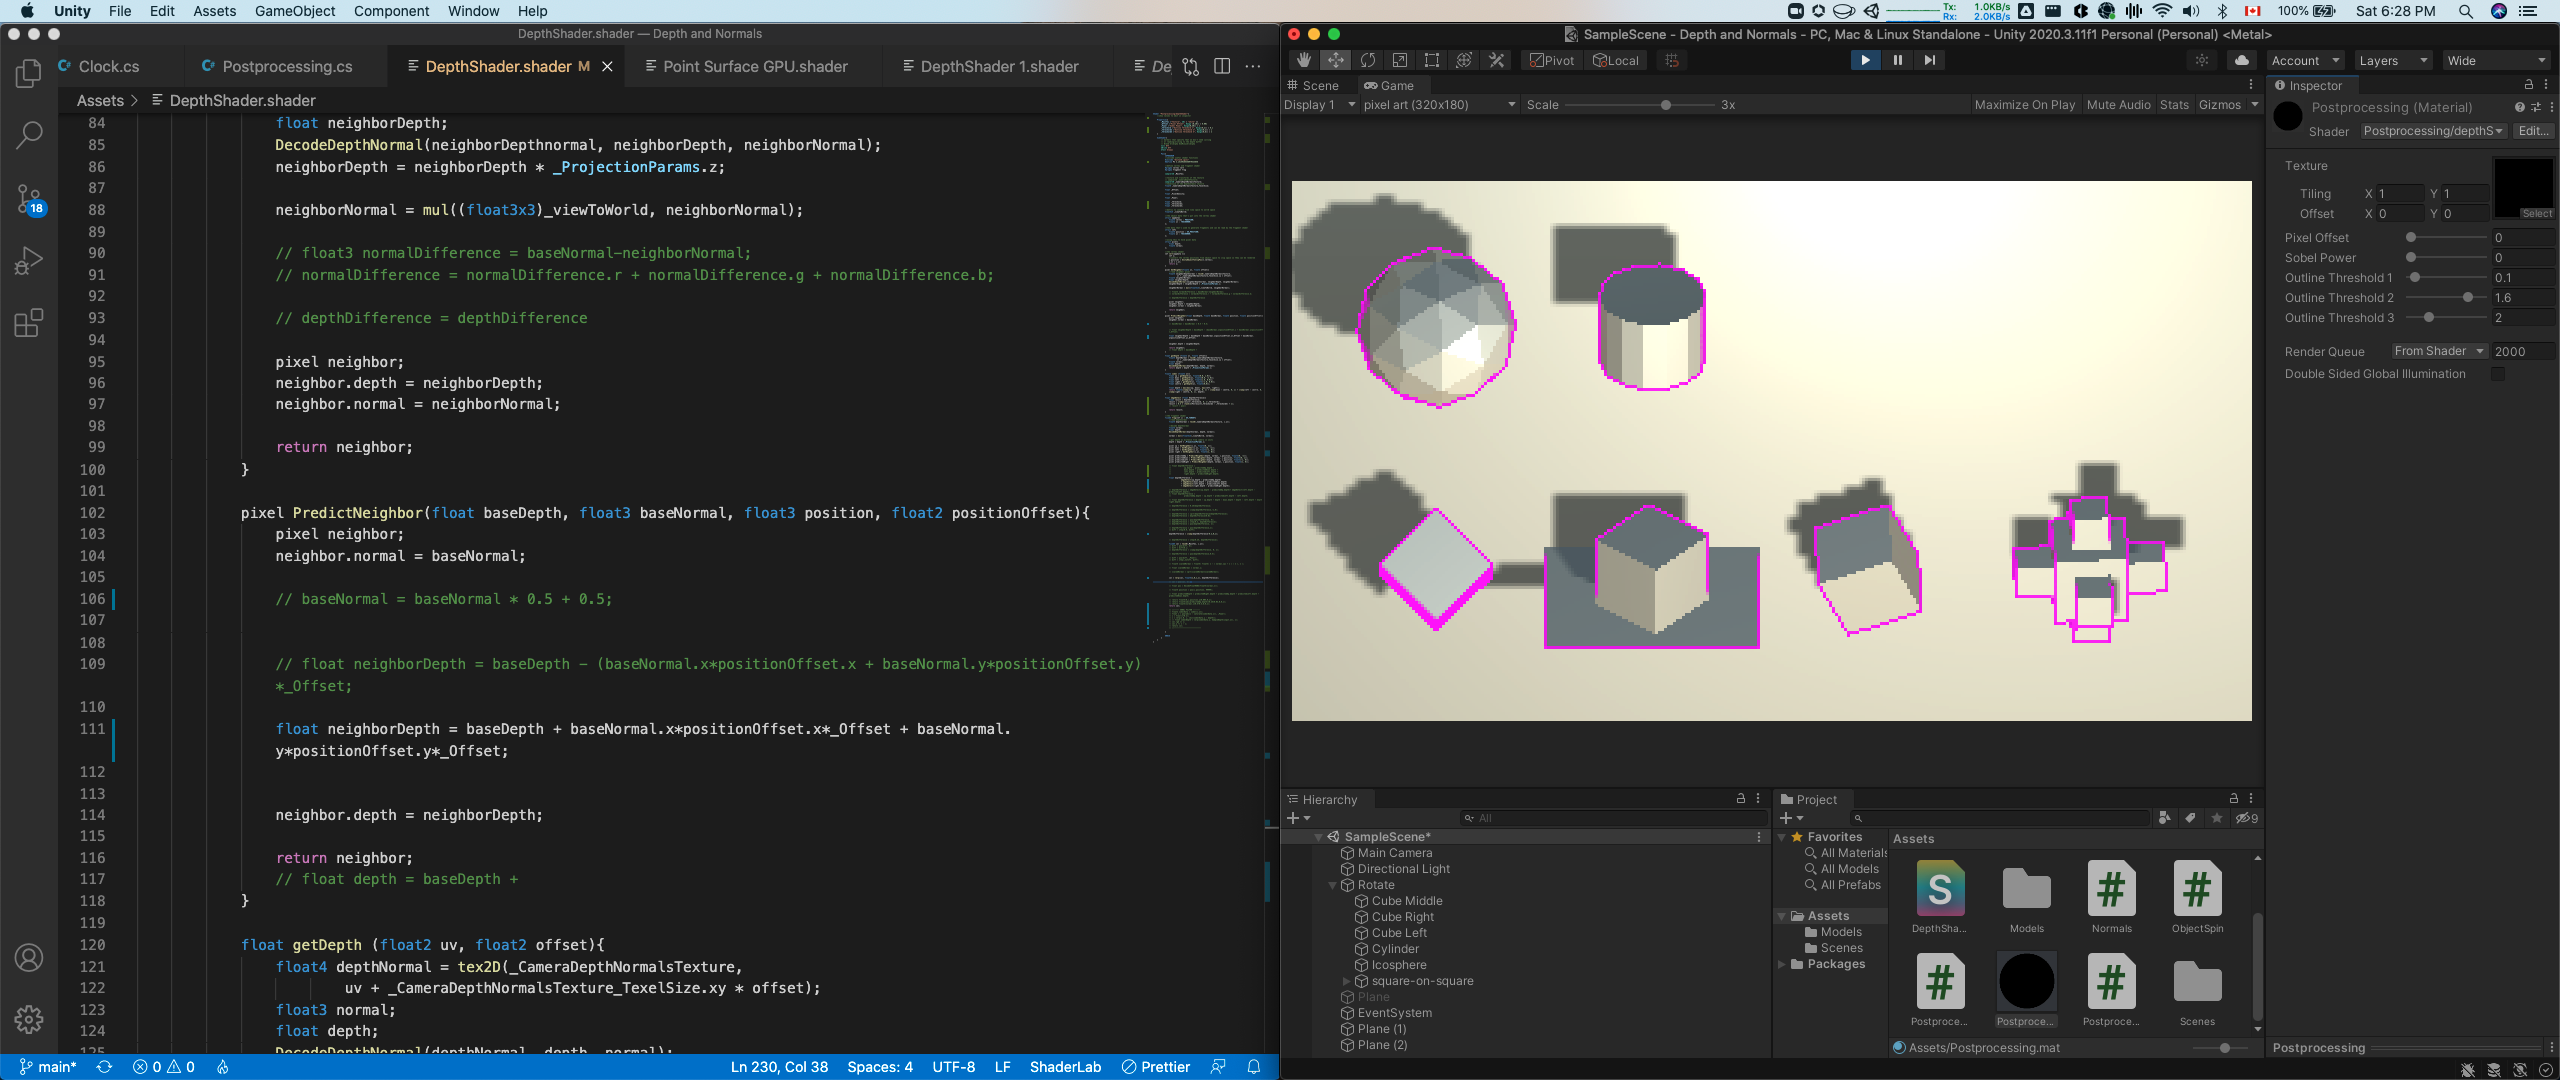 Unity File Edit Assets GameObject Component Window Help
Tx: 1.0KB/s
Rx: 2.0KB/s
100% Sat 6:28 PM
DepthShader.shader — Depth and Normals
Clock.cs Postprocessing.cs DepthShader.shader M Point Surface GPU.shader DepthShader 1.shader De
Assets > DepthShader.shader
84 float neighborDepth;
85 DecodeDepthNormal(neighborDepthnormal, neighborDepth, neighborNormal);
86 neighborDepth = neighborDepth * _ProjectionParams.z;
87
88 neighborNormal = mul((float3x3)_viewToWorld, neighborNormal);
89
90 // float3 normalDifference = baseNormal-neighborNormal;
91 // normalDifference = normalDifference.r + normalDifference.g + normalDifference.b;
92
93 // depthDifference = depthDifference
94
95 pixel neighbor;
96 neighbor.depth = neighborDepth;
97 neighbor.normal = neighborNormal;
98
99 return neighbor;
100 }
101
102 pixel PredictNeighbor(float baseDepth, float3 baseNormal, float3 position, float2 positionOffset){
103 pixel neighbor;
104 neighbor.normal = baseNormal;
105
106 // baseNormal = baseNormal * 0.5 + 0.5;
107
108
109 // float neighborDepth = baseDepth - (baseNormal.x*positionOffset.x + baseNormal.y*positionOffset.y)
*_Offset;
110
111 float neighborDepth = baseDepth + baseNormal.x*positionOffset.x*_Offset + baseNormal.
y*positionOffset.y*_Offset;
112
113
114 neighbor.depth = neighborDepth;
115
116 return neighbor;
117 // float depth = baseDepth +
118 }
119
120 float getDepth (float2 uv, float2 offset){
121 float4 depthNormal = tex2D(_CameraDepthNormalsTexture,
122 uv + _CameraDepthNormalsTexture_TexelSize.xy * offset);
123 float3 normal;
124 float depth;
125 DecodeDepthNormal(depthNormal, depth, normal);
18
main* 0 0 Ln 230, Col 38 Spaces: 4 UTF-8 LF ShaderLab Prettier
SampleScene - Depth and Normals - PC, Mac & Linux Standalone - Unity 2020.3.11f1 Personal (Personal) <Metal>
Pivot Local Account Layers Wide
Scene Game
Display 1 pixel art (320x180) Scale 3x Maximize On Play Mute Audio Stats Gizmos
Inspector
Postprocessing (Material)
Shader Postprocessing/depthS Edit...
Texture
Tiling X 1 Y 1
Offset X 0 Y 0
Select
Pixel Offset 0
Sobel Power 0
Outline Threshold 1 0.1
Outline Threshold 2 1.6
Outline Threshold 3 2
Render Queue From Shader 2000
Double Sided Global Illumination
Hierarchy
All
SampleScene*
Main Camera
Directional Light
Rotate
Cube Middle
Cube Right
Cube Left
Cylinder
Icosphere
square-on-square
Plane
EventSystem
Plane (1)
Plane (2)
Project
9
Favorites
All Materials
All Models
All Prefabs
Assets
Models
Scenes
Packages
Assets
DepthSha... Models Normals ObjectSpin
Postproce... Postproce... Postproce... Scenes
Assets/Postprocessing.mat
Postprocessing